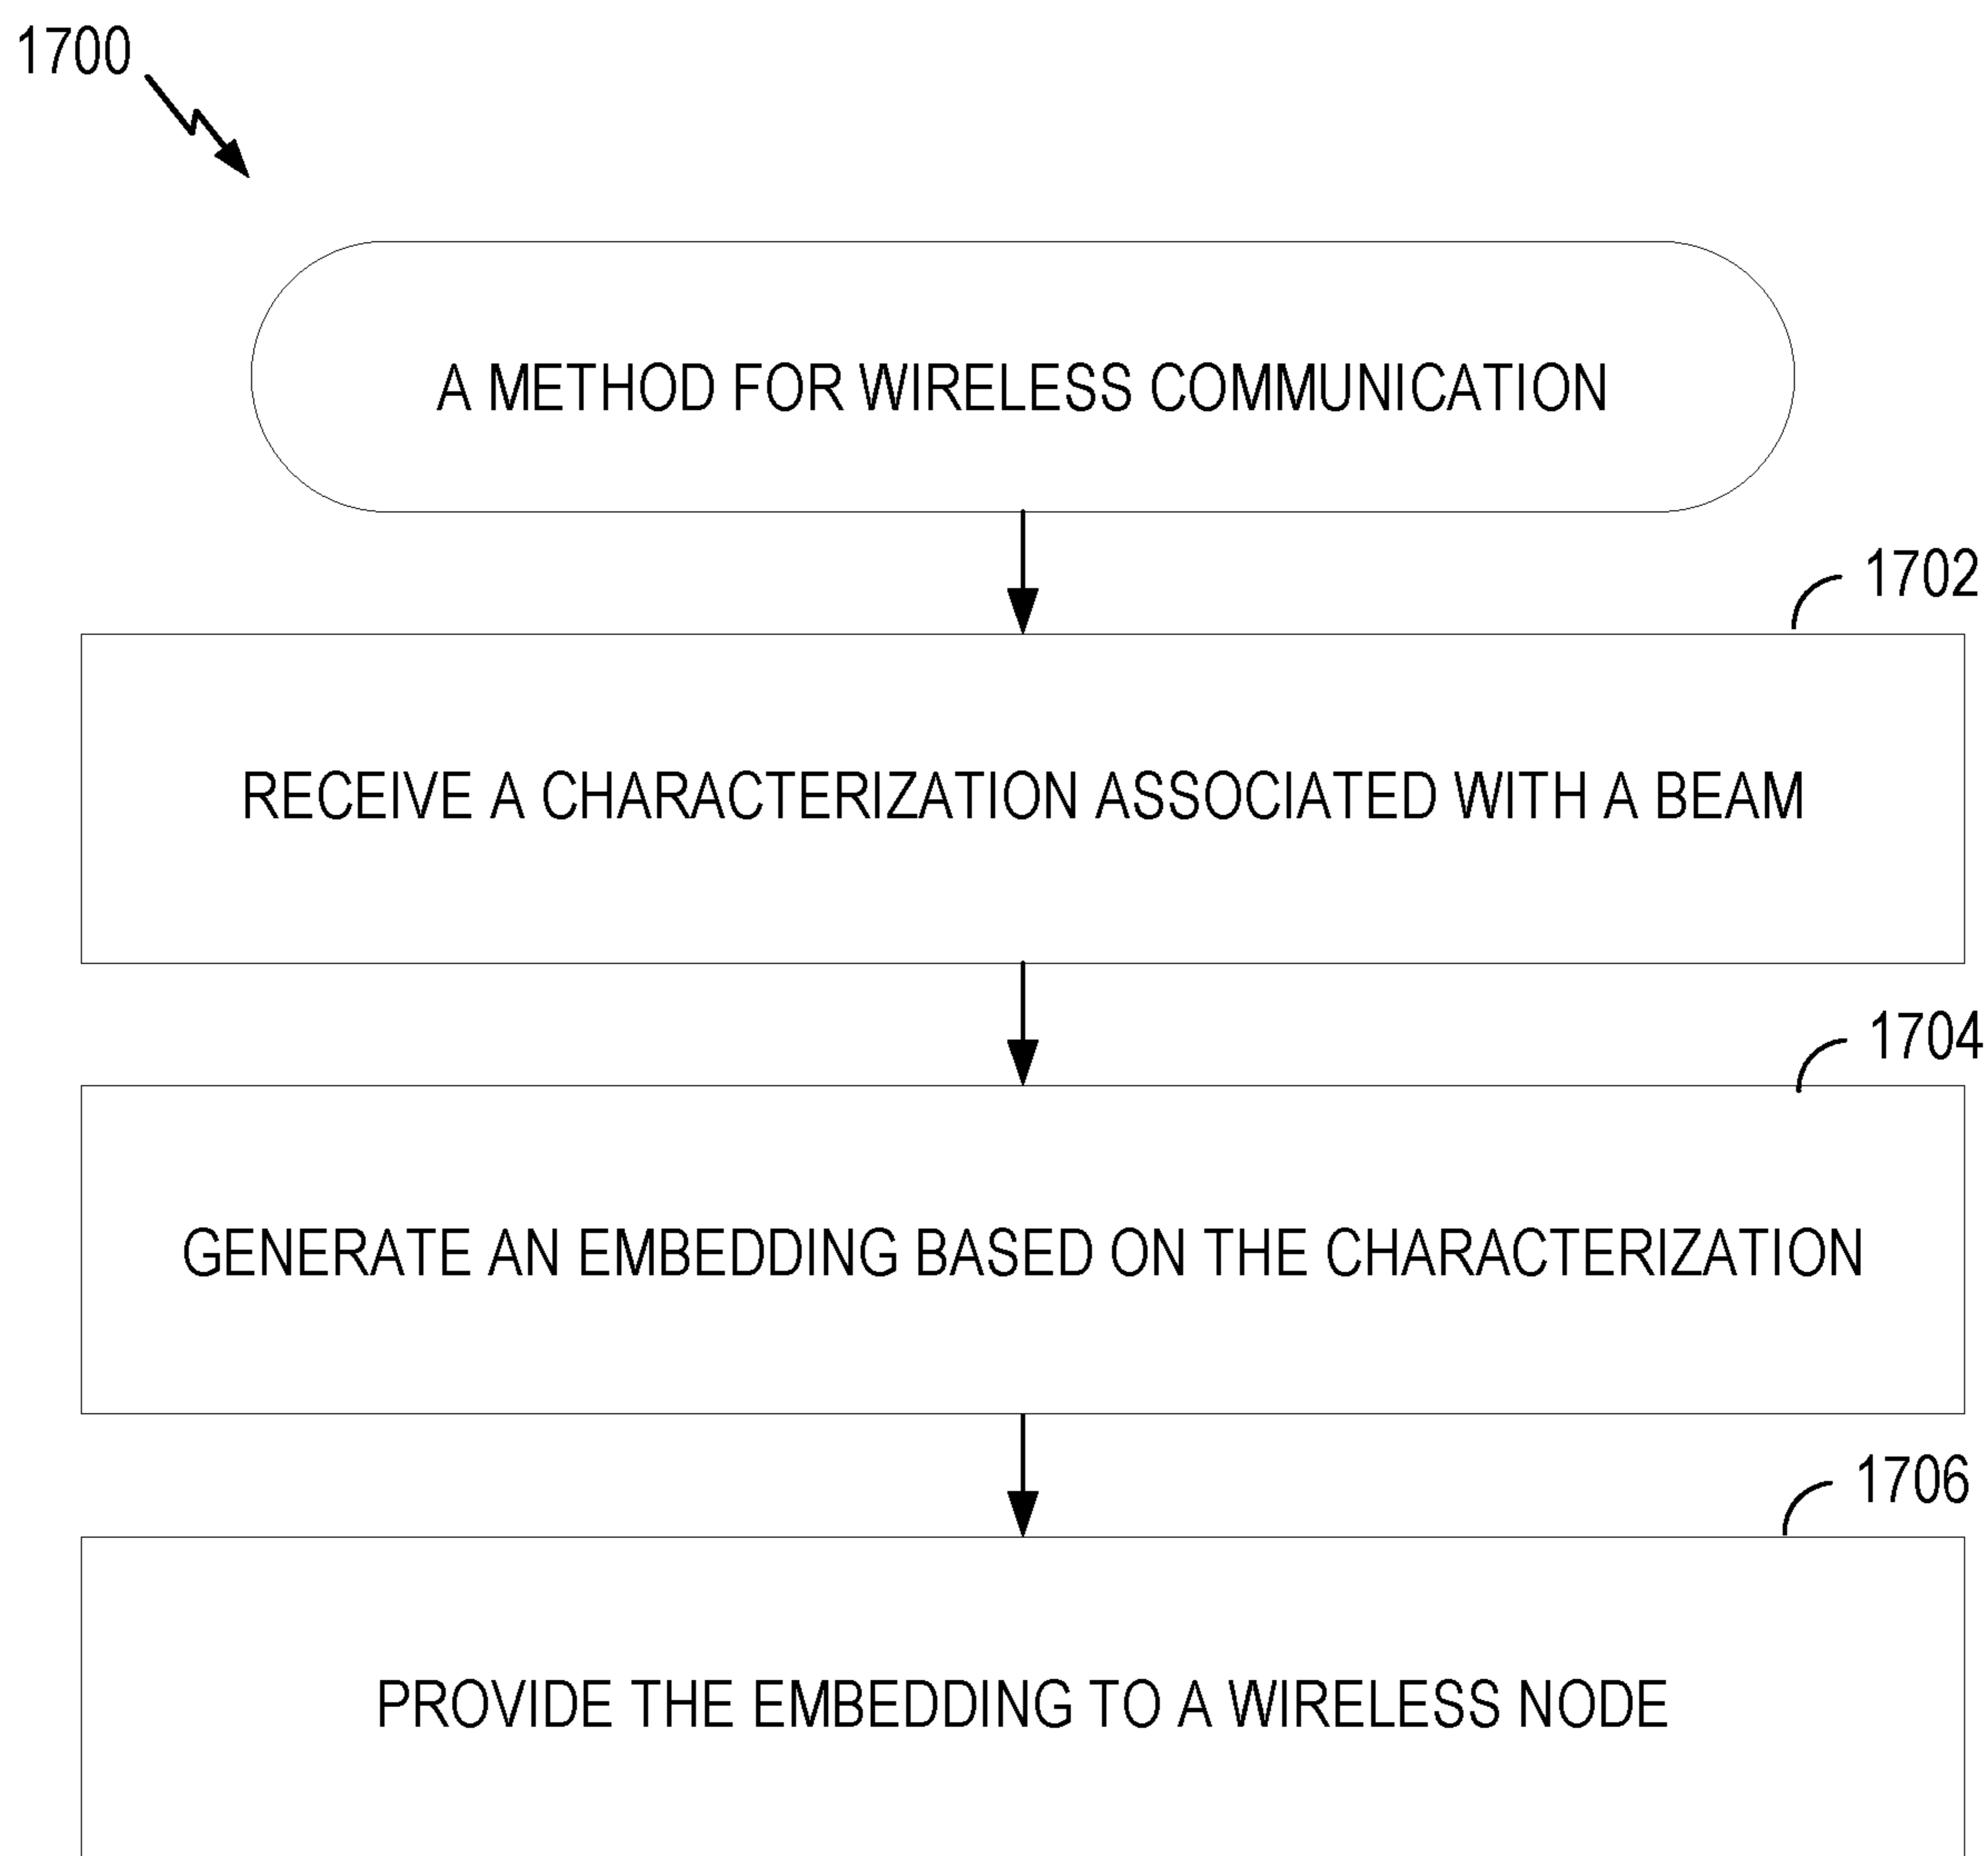 1700
A METHOD FOR WIRELESS COMMUNICATION
1702
RECEIVE A CHARACTERIZATION ASSOCIATED WITH A BEAM
1704
GENERATE AN EMBEDDING BASED ON THE CHARACTERIZATION
1706
PROVIDE THE EMBEDDING TO A WIRELESS NODE